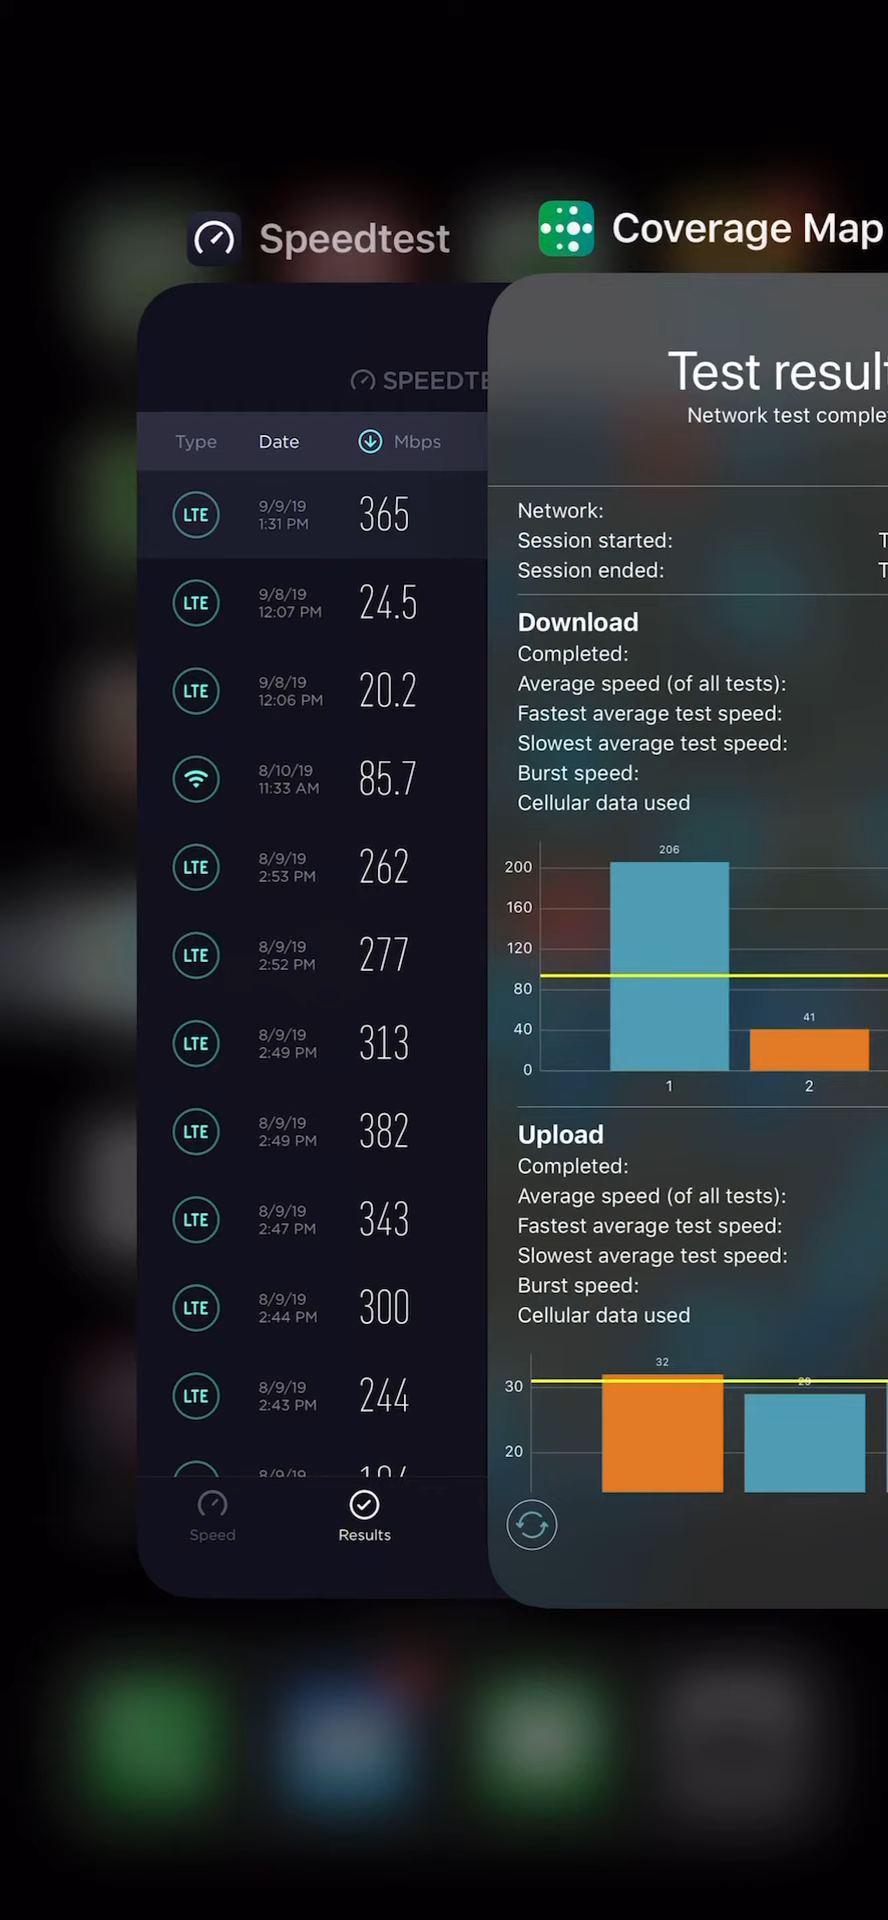 Speedtest
Coverage Map
SPEEDTE
Type Date Mbps
LTE 9/9/19 1:31 PM 365
LTE 9/8/19 12:07 PM 24.5
LTE 9/8/19 12:06 PM 20.2
8/10/19 11:33 AM 85.7
LTE 8/9/19 2:53 PM 262
LTE 8/9/19 2:52 PM 277
LTE 8/9/19 2:49 PM 313
LTE 8/9/19 2:49 PM 382
LTE 8/9/19 2:47 PM 343
LTE 8/9/19 2:44 PM 300
LTE 8/9/19 2:43 PM 244
8/9/19
Speed Results
Test result
Network test comple
Network:
Session started: T
Session ended: T
Download
Completed:
Average speed (of all tests):
Fastest average test speed:
Slowest average test speed:
Burst speed:
Cellular data used
206
200
160
120
80
41
40
0
1 2
Upload
Completed:
Average speed (of all tests):
Fastest average test speed:
Slowest average test speed:
Burst speed:
Cellular data used
32
29
30
20